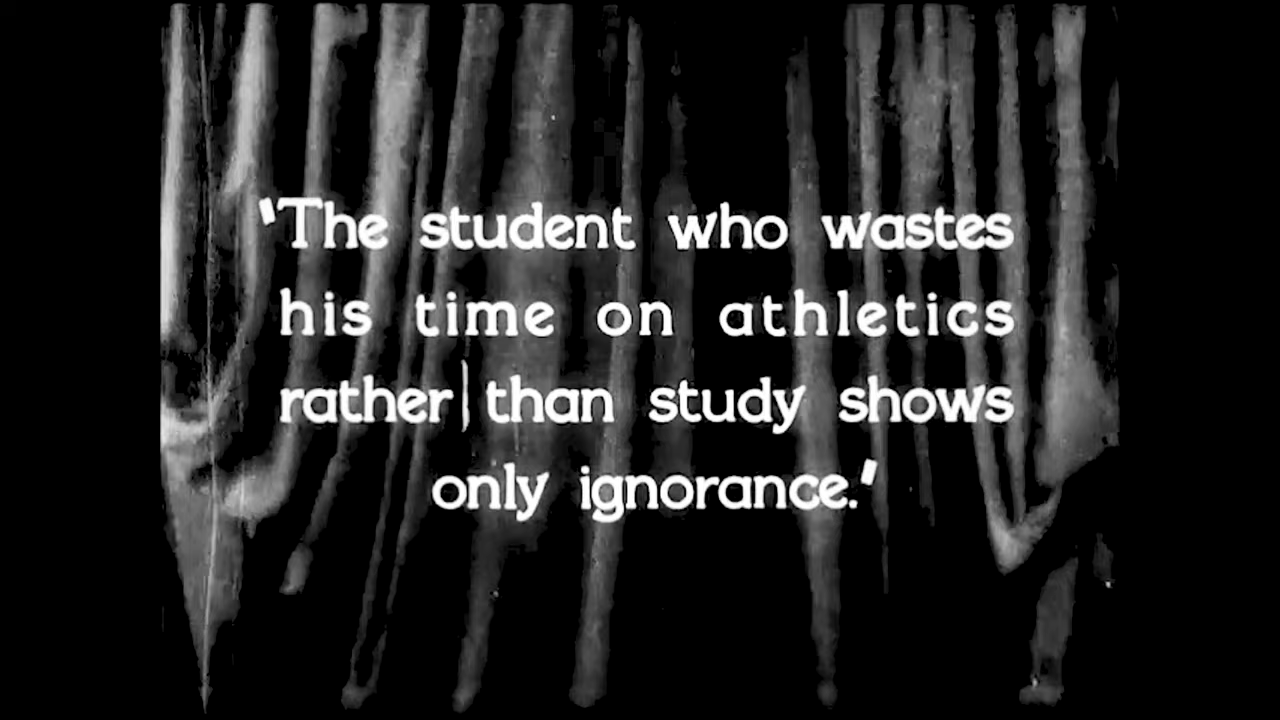 'The student who wastes
his time on athletics
rather than study shows
only ignorance.'